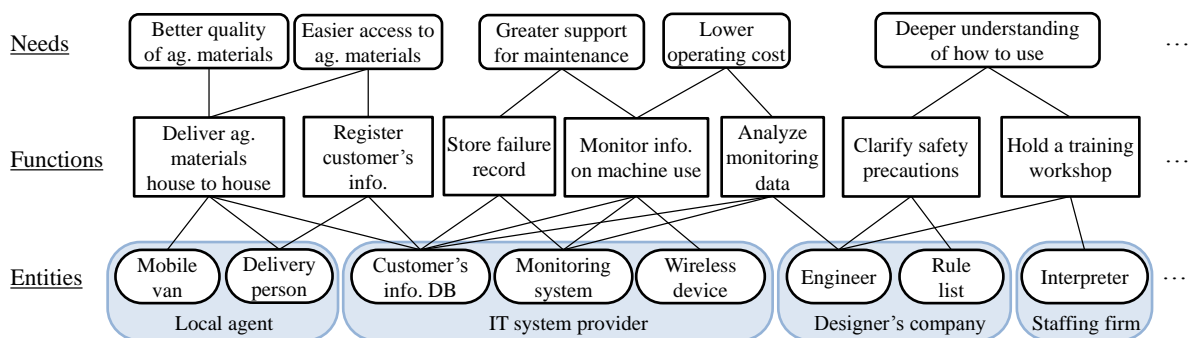 Needs
Better quality
of ag. materials
Easier access to
ag. materials
Greater support
for maintenance
Lower
operating cost
Deeper understanding
of how to use
...
Functions
Deliver ag.
materials
house to house
Register
customer's
info.
Store failure
record
Monitor info.
on machine use
Analyze
monitoring
data
Clarify safety
precautions
Hold a training
workshop
...
Entities
Mobile
van
Delivery
person
Customer's
info. DB
Monitoring
system
Wireless
device
Engineer
Rule
list
Interpreter
...
Local agent
IT system provider
Designer's company
Staffing firm